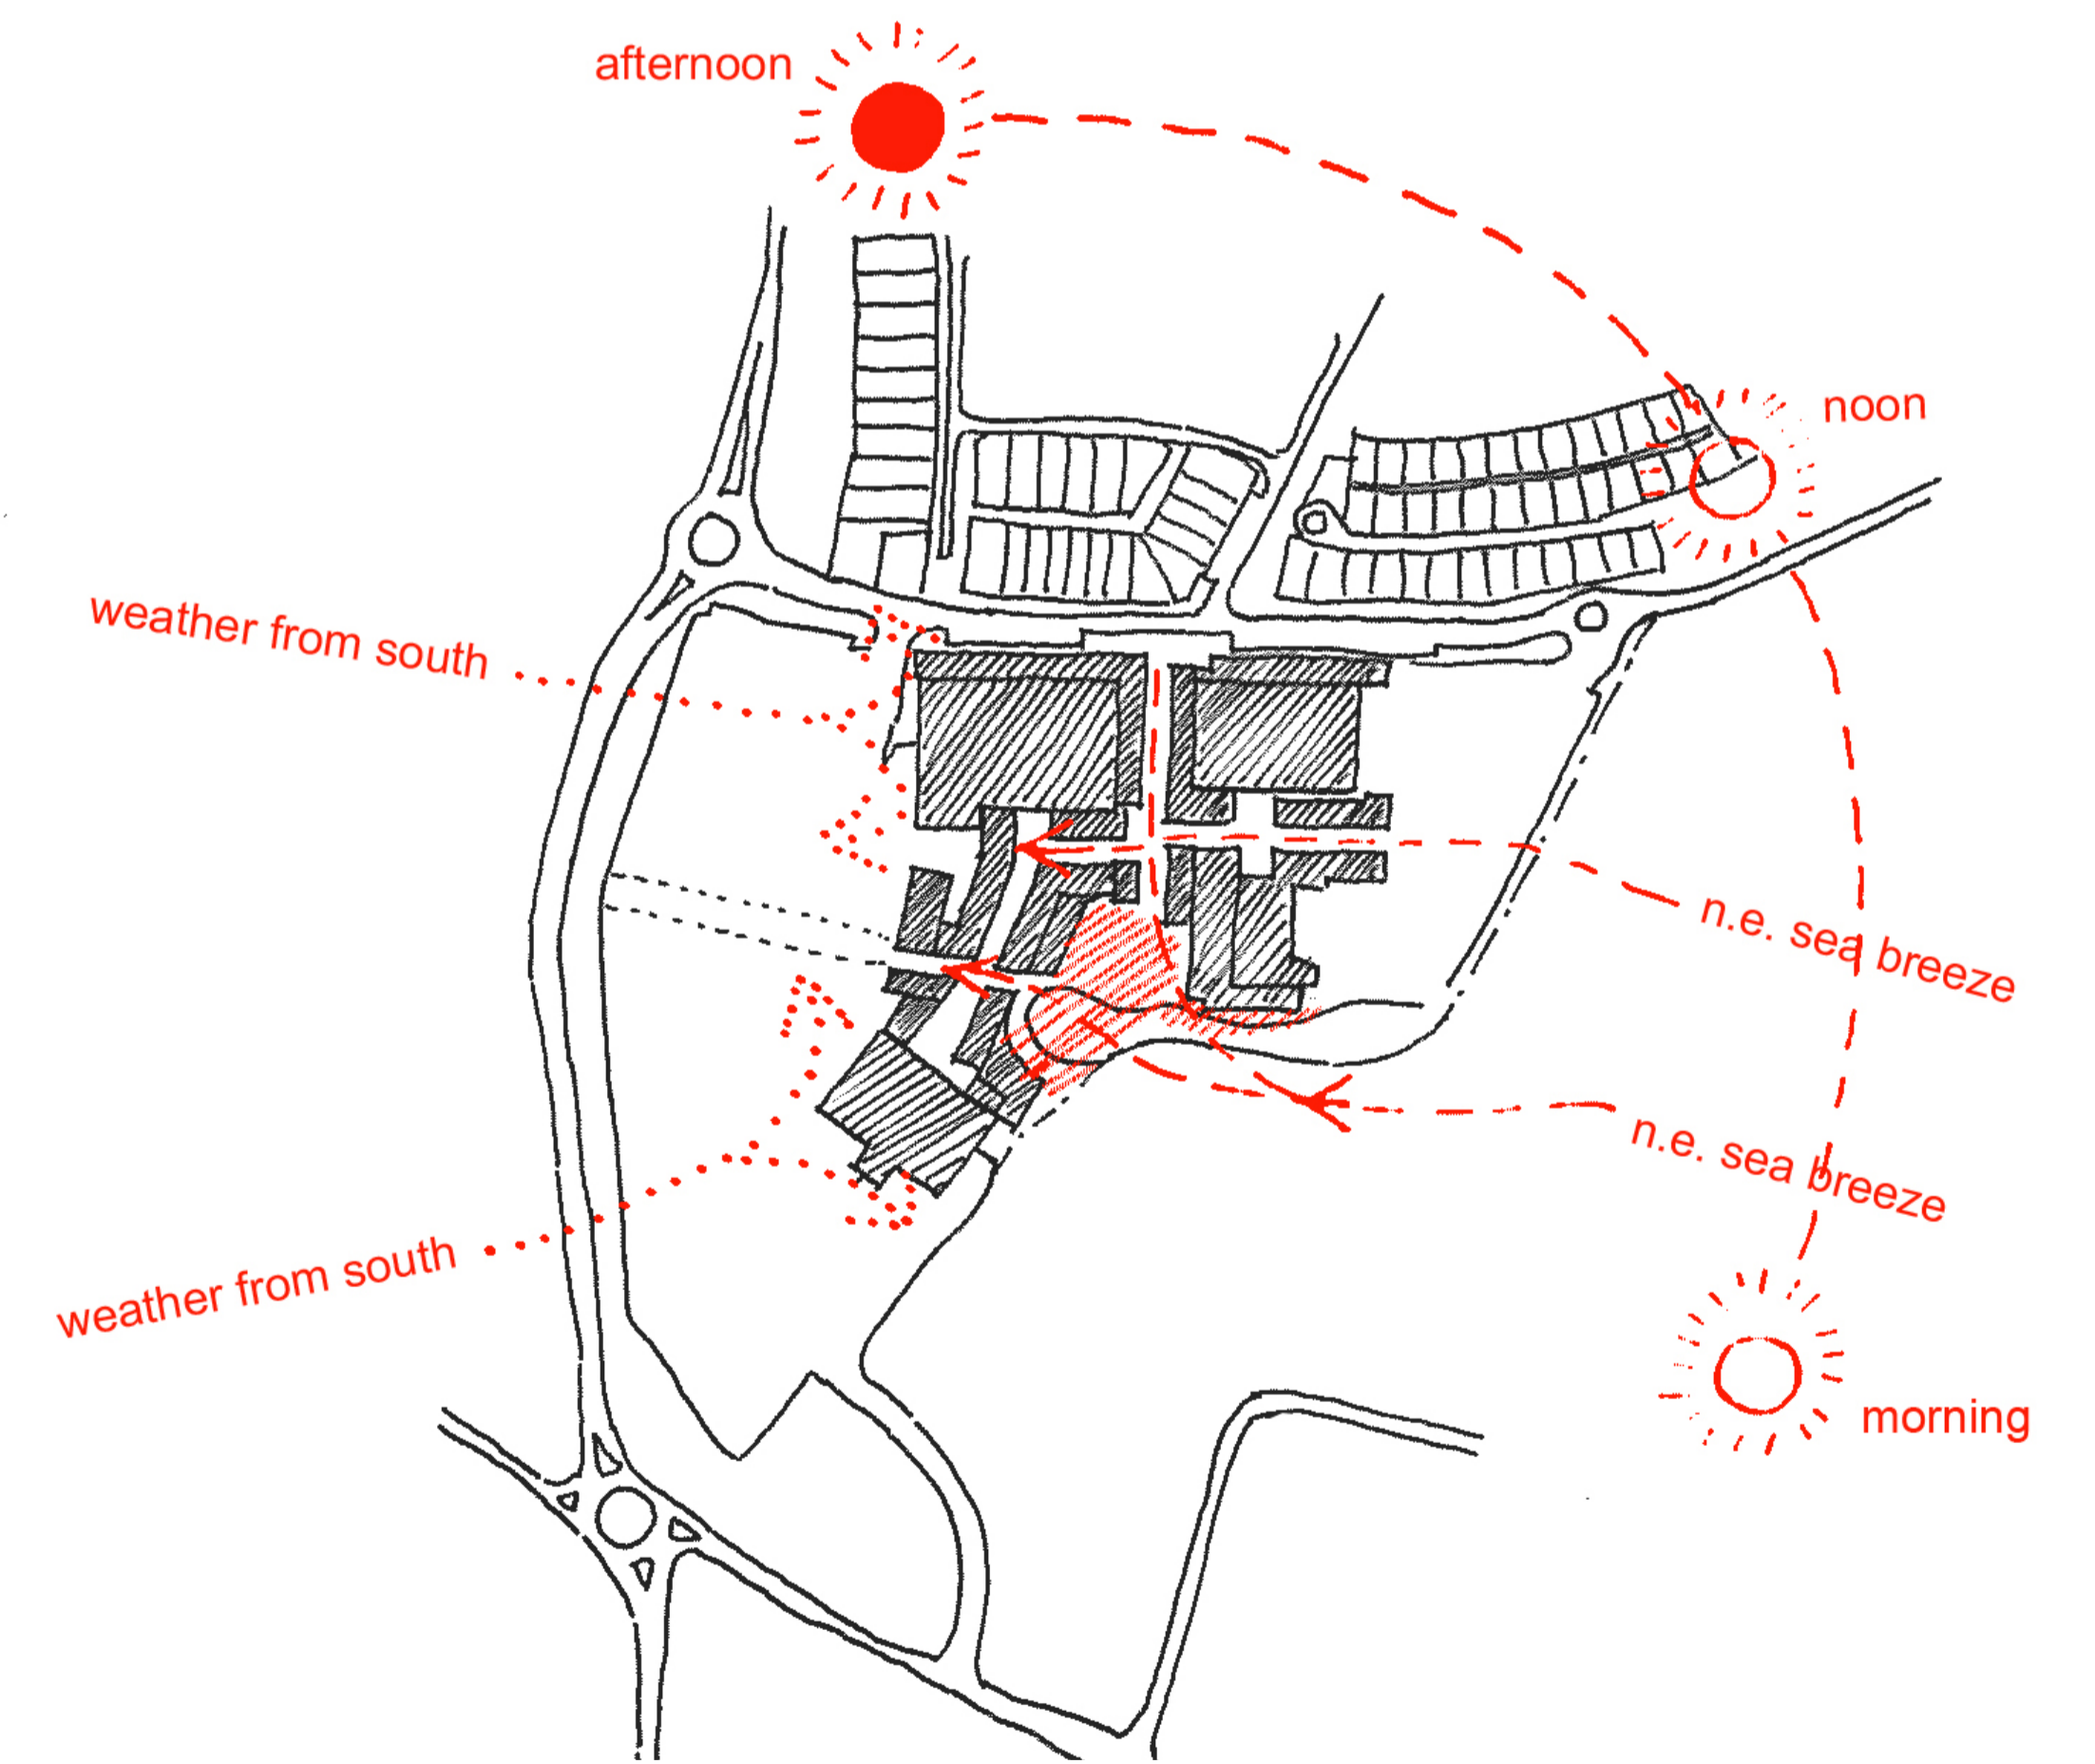 afternoon
noon
weather from south
n.e. sea breeze
n.e. sea breeze
weather from south
morning